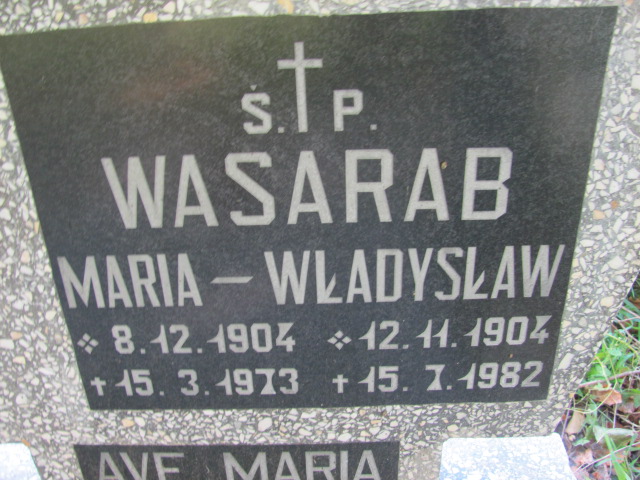 Ś. P.
WASARAB
MARIA – WŁADYSŁAW
8.12.1904 12.11.1904
† 15.3.1973 † 15.7.1982
AVE MARIA